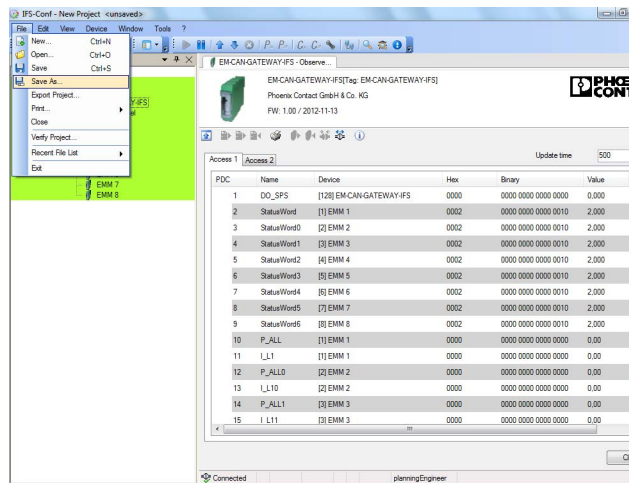 IFS-Conf - New Project <unsaved>
File Edit View Device Window Tools ?
New... Ctrl+N
Open... Ctrl+O
Save Ctrl+S
Save As...
Export Project...
Print...
Close
Verify Project...
Recent File List
Exit
Y-IFS]
EMM 7
EMM 8
EM-CAN-GATEWAY-IFS - Observe...
EM-CAN-GATEWAY-IFS[Tag: EM-CAN-GATEWAY-IFS]
Phoenix Contact GmbH & Co. KG
FW: 1.00 / 2012-11-13
PHOE
CONT
Access 1 Access 2 Update time 500
PDC Name Device Hex Binary Value
1 DO_SPS [128] EM-CAN-GATEWAY-IFS 0000 0000 0000 0000 0000 0,000
2 StatusWord [1] EMM 1 0002 0000 0000 0000 0010 2,000
3 StatusWord0 [2] EMM 2 0002 0000 0000 0000 0010 2,000
4 StatusWord1 [3] EMM 3 0002 0000 0000 0000 0010 2,000
5 StatusWord2 [4] EMM 4 0002 0000 0000 0000 0010 2,000
6 StatusWord3 [5] EMM 5 0002 0000 0000 0000 0010 2,000
7 StatusWord4 [6] EMM 6 0002 0000 0000 0000 0010 2,000
8 StatusWord5 [7] EMM 7 0002 0000 0000 0000 0010 2,000
9 StatusWord6 [8] EMM 8 0002 0000 0000 0000 0010 2,000
10 P_ALL [1] EMM 1 0000 0000 0000 0000 0000 0,00
11 I_L1 [1] EMM 1 0000 0000 0000 0000 0000 0,00
12 P_ALL0 [2] EMM 2 0000 0000 0000 0000 0000 0,00
13 I_L10 [2] EMM 2 0000 0000 0000 0000 0000 0,00
14 P_ALL1 [3] EMM 3 0000 0000 0000 0000 0000 0,00
15 I_L11 [3] EMM 3 0000 0000 0000 0000 0000 0,00
Connected planningEngineer